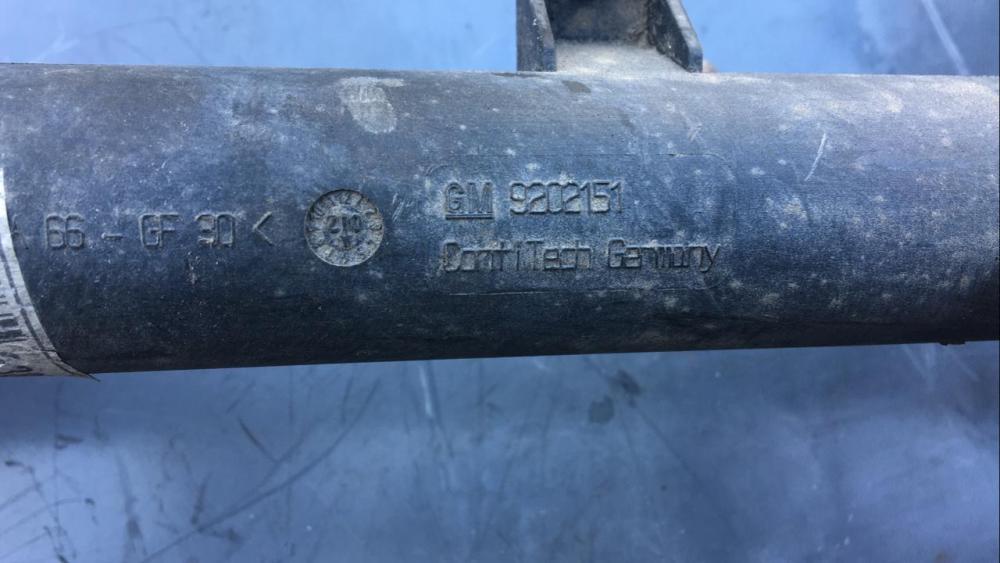 66 - GF 30 <
GM 9202151
ContiTech Germany